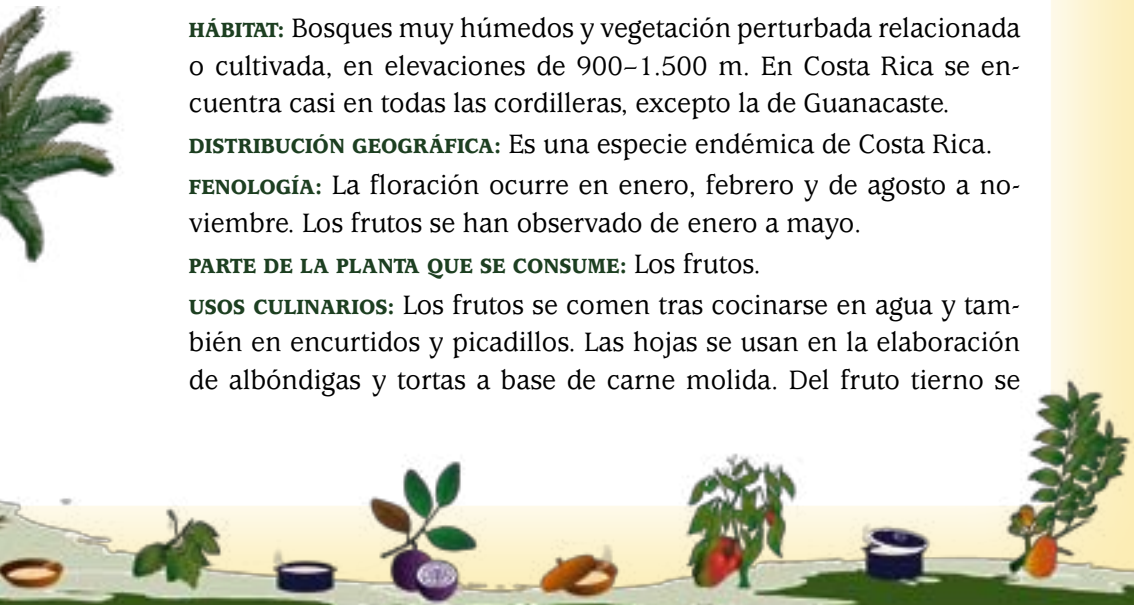 HÁBITAT: Bosques muy húmedos y vegetación perturbada relacionada
o cultivada, en elevaciones de 900–1.500 m. En Costa Rica se en-
cuentra casi en todas las cordilleras, excepto la de Guanacaste.
DISTRIBUCIÓN GEOGRÁFICA: Es una especie endémica de Costa Rica.
FENOLOGÍA: La floración ocurre en enero, febrero y de agosto a no-
viembre. Los frutos se han observado de enero a mayo.
PARTE DE LA PLANTA QUE SE CONSUME: Los frutos.
USOS CULINARIOS: Los frutos se comen tras cocinarse en agua y tam-
bién en encurtidos y picadillos. Las hojas se usan en la elaboración
de albóndigas y tortas a base de carne molida. Del fruto tierno se